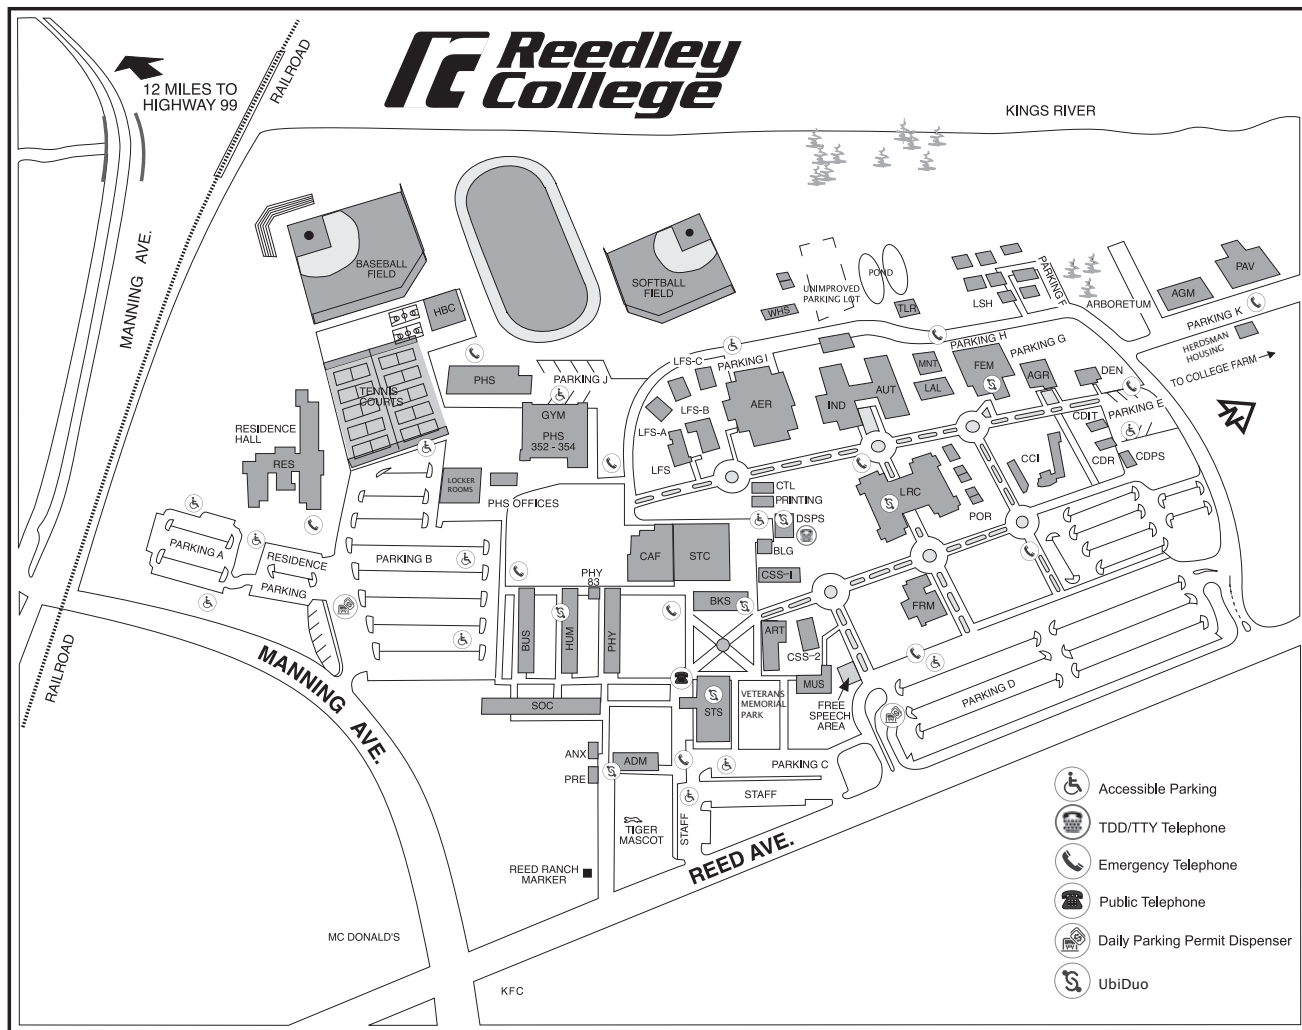 Reedley
College
12 MILES TO
HIGHWAY 99
RAILROAD
KINGS RIVER
MANNING AVE.
BASEBALL
FIELD
SOFTBALL
FIELD
HBC
UNIMPROVED
PARKING LOT
POND
WHS
TLR
LSH
PARKING F
ARBORETUM
AGM
PAV
PARKING K
HERDSMAN
HOUSING
TO COLLEGE FARM
TENNIS
COURTS
PHS
PARKING J
GYM
PHS
352 - 354
LFS-C
PARKING I
LFS-B
LFS-A
LFS
AER
IND
AUT
MNT
LAL
PARKING H
FEM
PARKING G
AGR
DEN
CDIT
PARKING E
CDR
CDPS
CCI
RESIDENCE
HALL
RES
LOCKER
ROOMS
PHS OFFICES
CTL
PRINTING
DSPS
BLG
LRC
POR
PARKING A
RESIDENCE
PARKING
PARKING B
CAF
STC
CSS-I
PHY
83
BKS
BUS
HUM
PHY
ART
CSS-2
FRM
MUS
RAILROAD
MANNING AVE.
SOC
STS
VETERANS
MEMORIAL
PARK
FREE
SPEECH
AREA
PARKING D
ANX
PRE
ADM
PARKING C
STAFF
STAFF
TIGER
MASCOT
REED AVE.
REED RANCH
MARKER
MC DONALD'S
KFC
Accessible Parking
TDD/TTY Telephone
Emergency Telephone
Public Telephone
Daily Parking Permit Dispenser
UbiDuo